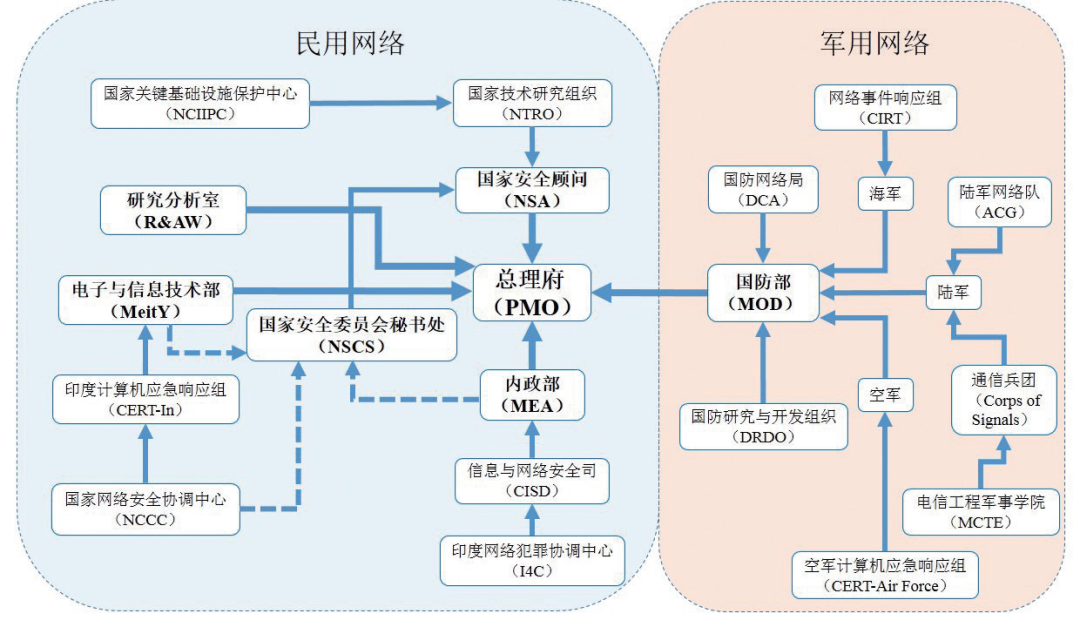 民用网络
军用网络
国家关键基础设施保护中心
（NCIIPC）
国家技术研究组织
（NTRO）
网络事件响应组
（CIRT）
研究分析室
（R&AW）
国家安全顾问
（NSA）
国防网络局
（DCA）
海军
陆军网络队
（ACG）
电子与信息技术部
（MeitY）
总理府
（PMO）
国防部
（MOD）
陆军
国家安全委员会秘书处
（NSCS）
印度计算机应急响应组
（CERT-In）
内政部
（MEA）
国防研究与开发组织
（DRDO）
空军
通信兵团
（Corps of
Signals）
国家网络安全协调中心
（NCCC）
信息与网络安全司
（CISD）
电信工程军事学院
（MCTE）
印度网络犯罪协调中心
（I4C）
空军计算机应急响应组
（CERT-Air Force）